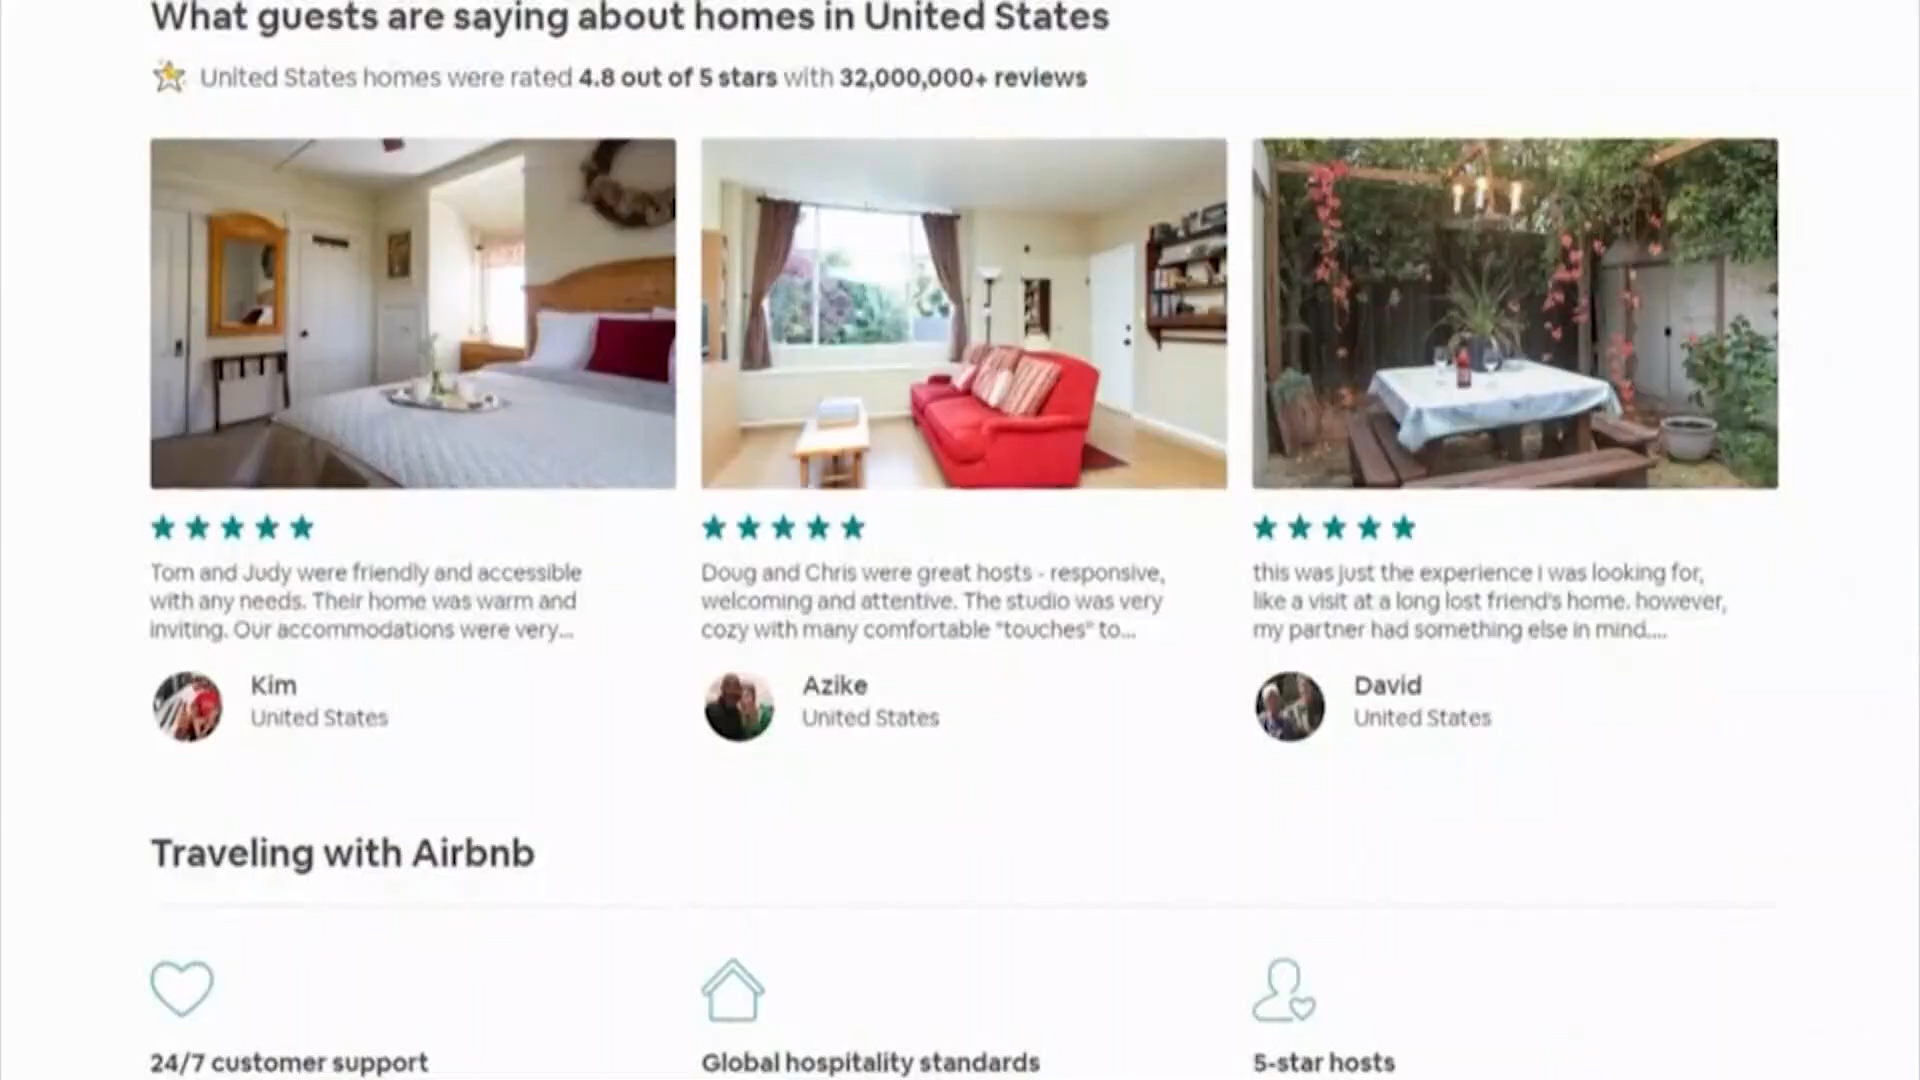 What guests are saying about homes in United States
United States homes were rated 4.8 out of 5 stars with 32,000,000+ reviews
Tom and Judy were friendly and accessible
with any needs. Their home was warm and
inviting. Our accommodations were very...
Kim
United States
Doug and Chris were great hosts - responsive,
welcoming and attentive. The studio was very
cozy with many comfortable "touches" to...
Azike
United States
this was just the experience i was looking for,
like a visit at a long lost friend's home. however,
my partner had something else in mind....
David
United States
Traveling with Airbnb
24/7 customer support
Global hospitality standards
5-star hosts